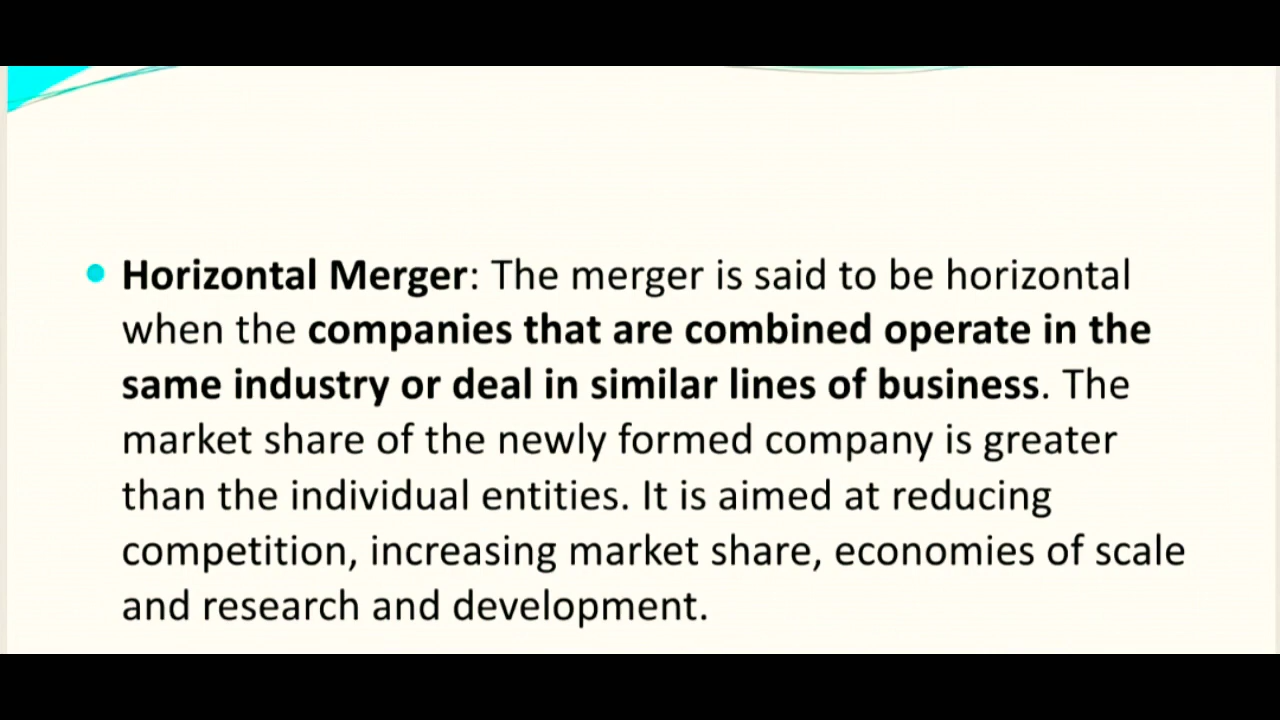 Horizontal Merger: The merger is said to be horizontal
when the companies that are combined operate in the
same industry or deal in similar lines of business. The
market share of the newly formed company is greater
than the individual entities. It is aimed at reducing
competition, increasing market share, economies of scale
and research and development.